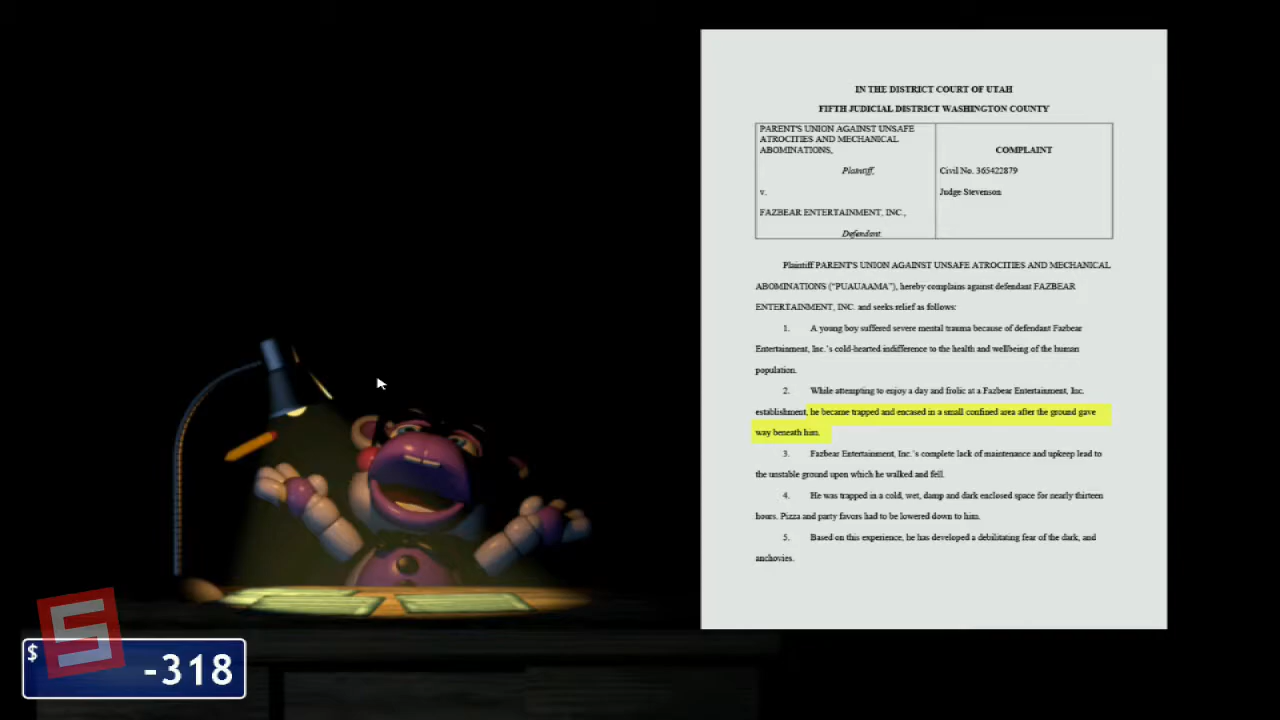 IN THE DISTRICT COURT OF UTAH
FIFTH JUDICIAL DISTRICT WASHINGTON COUNTY
PARENT'S UNION AGAINST UNSAFE
ATROCITIES AND MECHANICAL
ABOMINATIONS,
Plaintiff,
v.
FAZBEAR ENTERTAINMENT, INC.,
Defendant
COMPLAINT
Civil No. 365422879
Judge Stevenson
Plaintiff PARENT'S UNION AGAINST UNSAFE ATROCITIES AND MECHANICAL
ABOMINATIONS ("PUAUAAMA"), hereby complains against defendant FAZBEAR
ENTERTAINMENT, INC. and seeks relief as follows:
1. A young boy suffered severe mental trauma because of defendant Fazbear
Entertainment, Inc.'s cold-hearted indifference to the health and wellbeing of the human
population.
2. While attempting to enjoy a day and frolic at a Fazbear Entertainment, Inc.
establishment, he became trapped and encased in a small confined area after the ground gave
way beneath him.
3. Fazbear Entertainment, Inc.'s complete lack of maintenance and upkeep lead to
the unstable ground upon which he walked and fell.
4. He was trapped in a cold, wet, damp and dark enclosed space for nearly thirteen
hours. Pizza and party favors had to be lowered down to him.
5. Based on this experience, he has developed a debilitating fear of the dark, and
anchovies.
S
$ -318